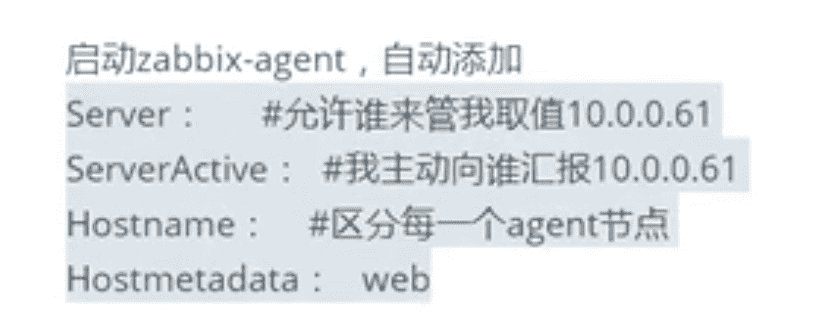 启动zabbix-agent，自动添加
Server： #允许谁来管我取值10.0.0.61
ServerActive： #我主动向谁汇报10.0.0.61
Hostname： #区分每一个agent节点
Hostmetadata： web